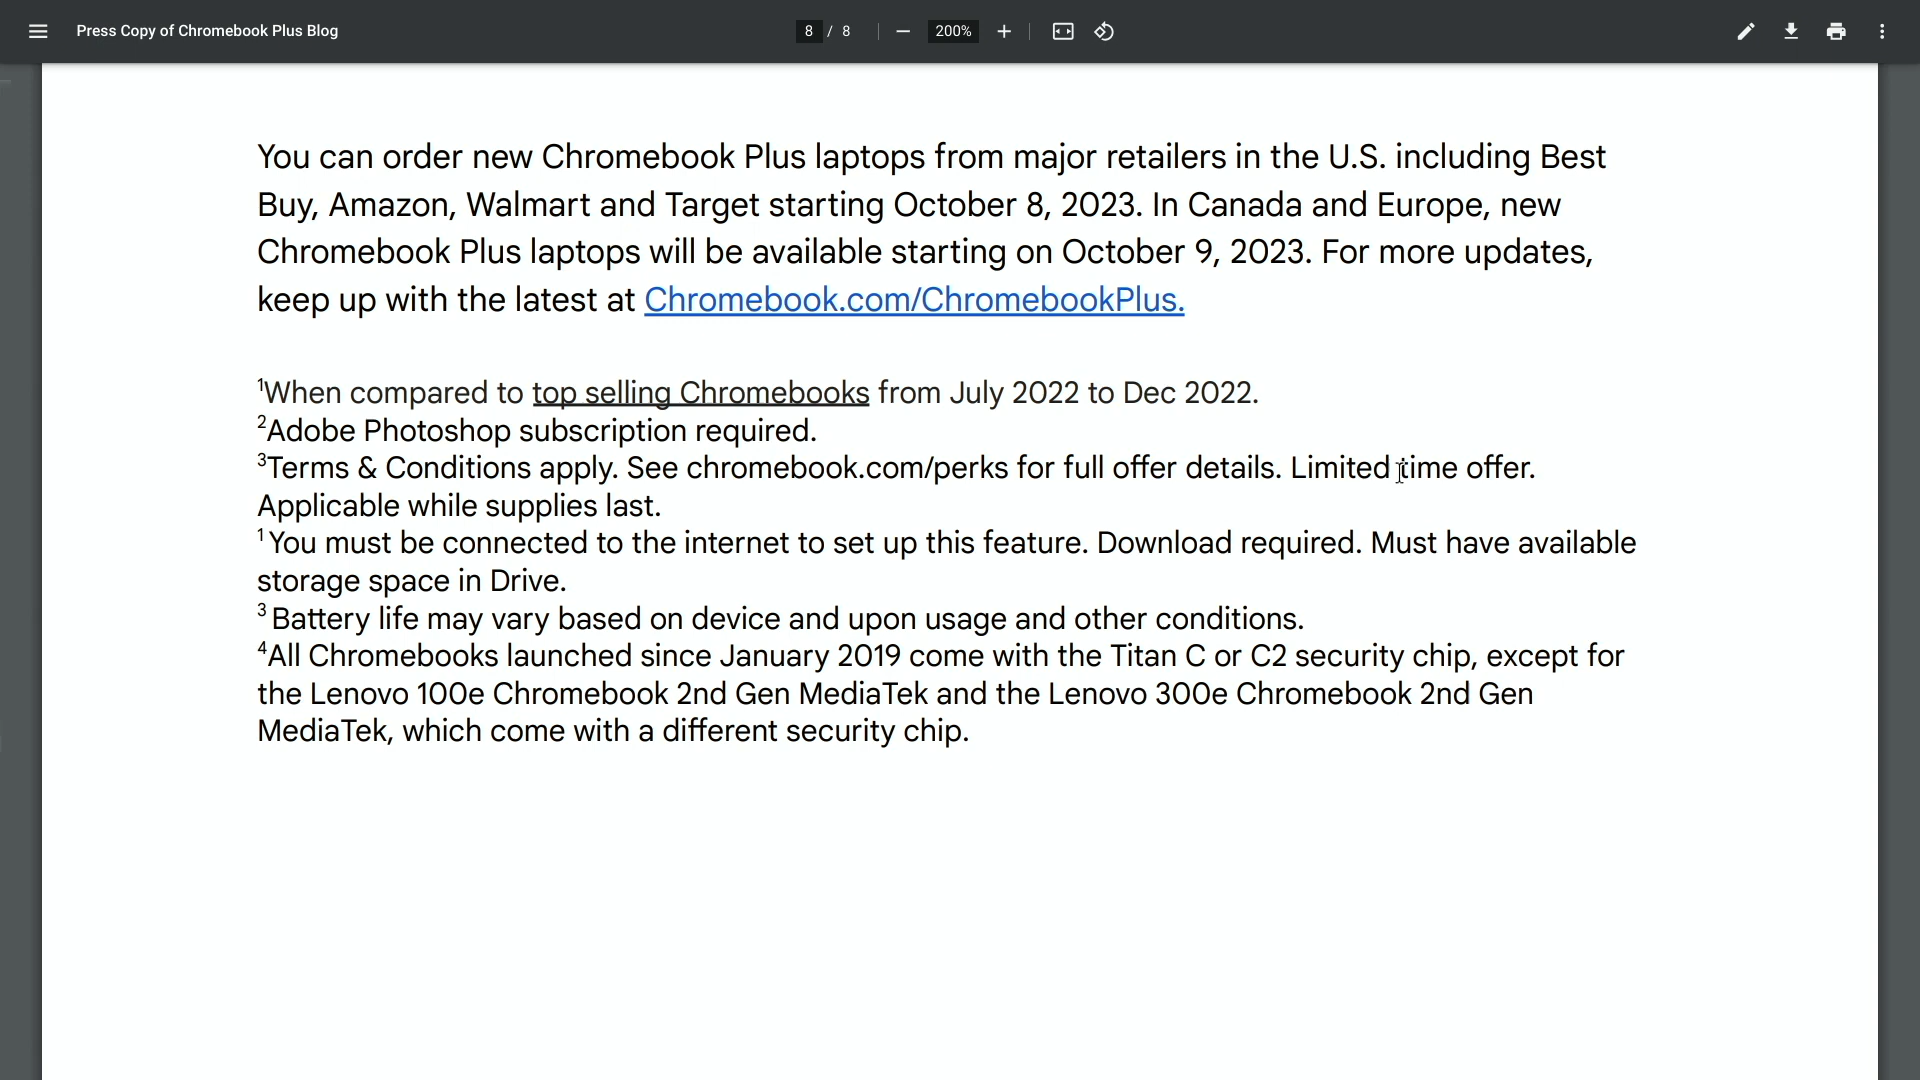 Press Copy of Chromebook Plus Blog
8 / 8
200%
You can order new Chromebook Plus laptops from major retailers in the U.S. including Best
Buy, Amazon, Walmart and Target starting October 8, 2023. In Canada and Europe, new
Chromebook Plus laptops will be available starting on October 9, 2023. For more updates,
keep up with the latest at Chromebook.com/ChromebookPlus.
¹When compared to top selling Chromebooks from July 2022 to Dec 2022.
²Adobe Photoshop subscription required.
³Terms & Conditions apply. See chromebook.com/perks for full offer details. Limited time offer.
Applicable while supplies last.
¹ You must be connected to the internet to set up this feature. Download required. Must have available
storage space in Drive.
³ Battery life may vary based on device and upon usage and other conditions.
⁴All Chromebooks launched since January 2019 come with the Titan C or C2 security chip, except for
the Lenovo 100e Chromebook 2nd Gen MediaTek and the Lenovo 300e Chromebook 2nd Gen
MediaTek, which come with a different security chip.